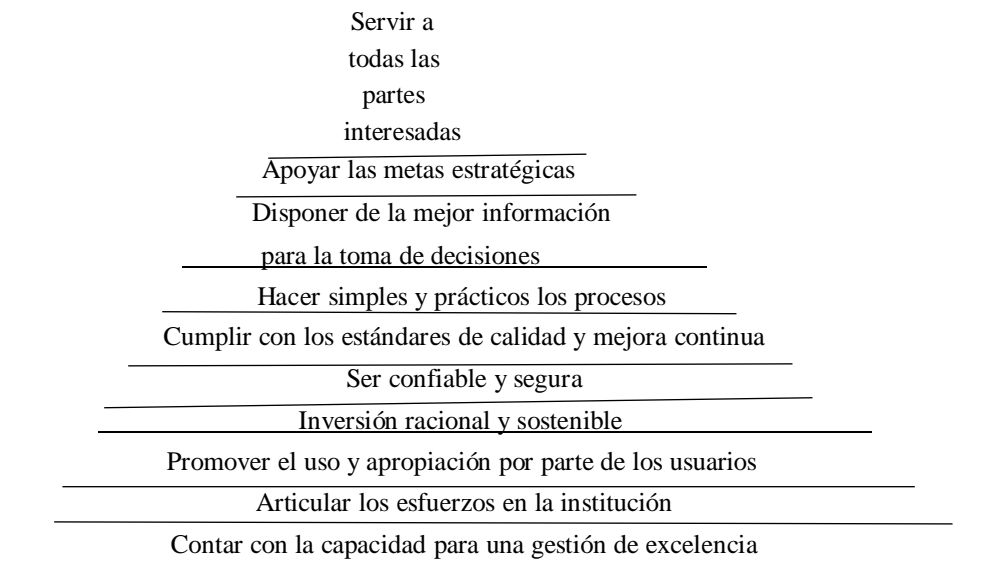 Servir a
todas las
partes
interesadas
Apoyar las metas estratégicas
Disponer de la mejor información
para la toma de decisiones
Hacer simples y prácticos los procesos
Cumplir con los estándares de calidad y mejora continua
Ser confiable y segura
Inversión racional y sostenible
Promover el uso y apropiación por parte de los usuarios
Articular los esfuerzos en la institución
Contar con la capacidad para una gestión de excelencia